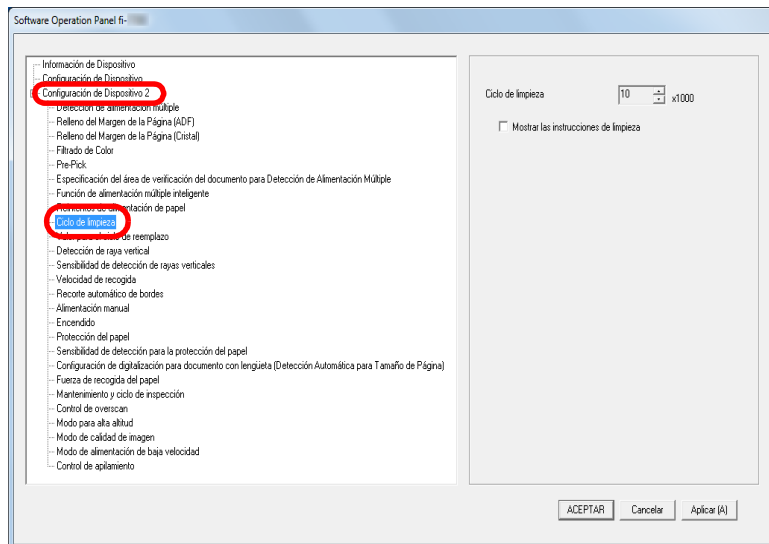 Software Operation Panel fi-
Información de Dispositivo
Configuración de Dispositivo
Configuración de Dispositivo 2
Detección de alimentación múltiple
Relleno del Margen de la Página (ADF)
Relleno del Margen de la Página (Cristal)
Filtrado de Color
Pre-Pick
Especificación del área de verificación del documento para Detección de Alimentación Múltiple
Función de alimentación múltiple inteligente
de alimentación de papel
Ciclo de limpieza
de reemplazo
Detección de raya vertical
Sensibilidad de detección de rayas verticales
Velocidad de recogida
Recorte automático de bordes
Alimentación manual
Encendido
Protección del papel
Sensibilidad de detección para la protección del papel
Configuración de digitalización para documento con lengüeta (Detección Automática para Tamaño de Página)
Fuerza de recogida del papel
Mantenimiento y ciclo de inspección
Control de overscan
Modo para alta altitud
Modo de calidad de imagen
Modo de alimentación de baja velocidad
Control de apilamiento
Ciclo de limpieza 10 x1000
Mostrar las instrucciones de limpieza
ACEPTAR Cancelar Aplicar (A)